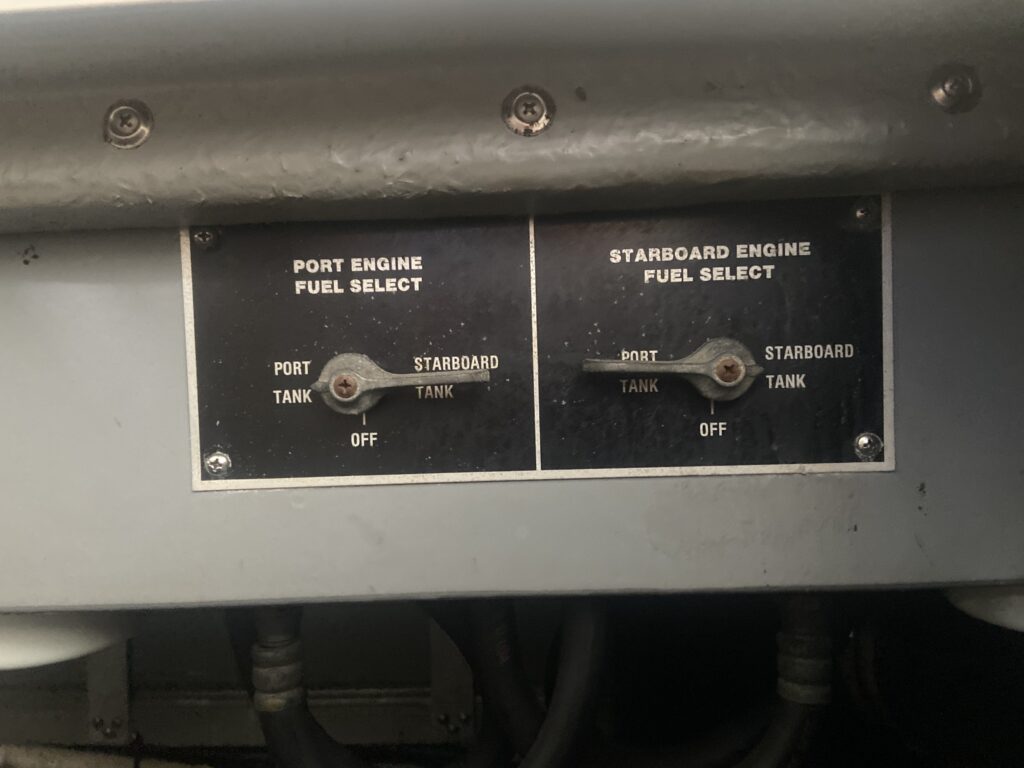 PORT ENGINE
FUEL SELECT
PORT
TANK
STARBOARD
TANK
OFF
STARBOARD ENGINE
FUEL SELECT
PORT
TANK
STARBOARD
TANK
OFF